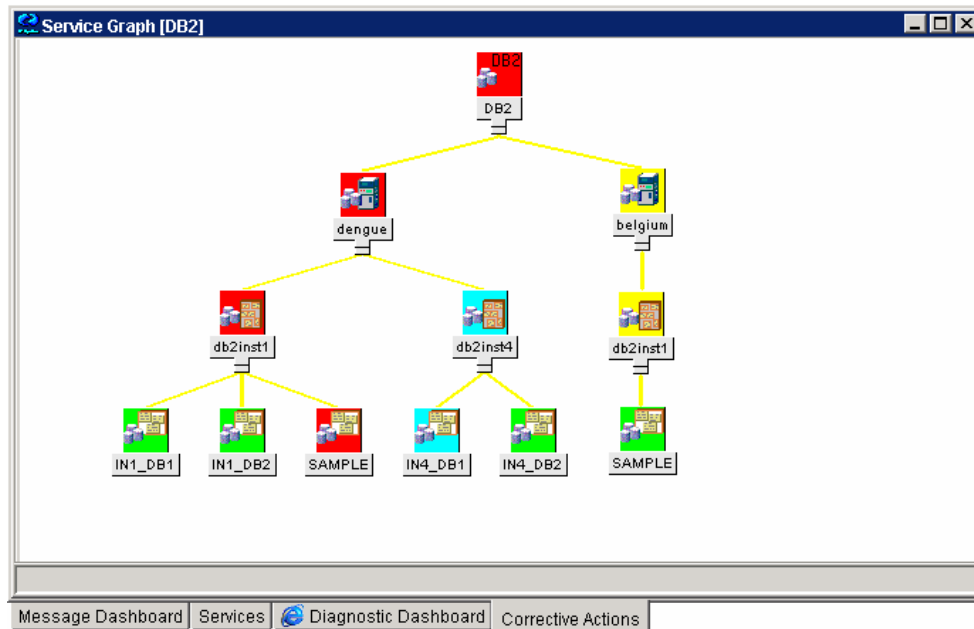 Service Graph [DB2]
DB2
DB2
dengue
belgium
db2inst1
db2inst4
db2inst1
IN1_DB1
IN1_DB2
SAMPLE
IN4_DB1
IN4_DB2
SAMPLE
Message Dashboard
Services
Diagnostic Dashboard
Corrective Actions